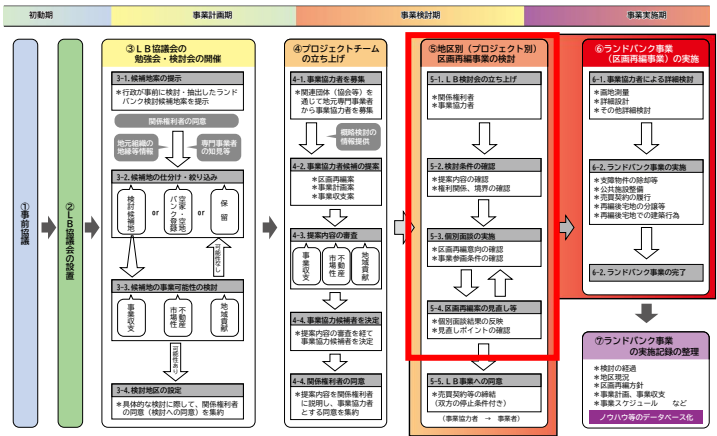 初動期
事業計画期
事業検討期
事業実施期
①事前協議
②ＬＢ協議会の設置
③ＬＢ協議会の
勉強会・検討会の開催
3-1.候補地案の提示
＊行政が事前に検討・抽出したランド
バンク検討候補地案を提示
関係権利者の同意
地元組織の
地縁等情報
専門事業者
の知見等
3-2.候補地の仕分け・絞り込み
検討候補地
or
空家・空地
バンク登録
or
保留
可能性なし
3-3.候補地の事業可能性の検討
事業収支
不動産
市場性
地域貢献
可能性あり
3-4.検討地区の設定
＊具体的な検討に際して、関係権利者
の同意（検討への同意）を集約
④プロジェクトチーム
の立ち上げ
4-1.事業協力者を募集
＊関連団体（協会等）を
通じて地元専門事業者
から事業協力者を募集
概略検討の
情報提供
4-2.事業協力者候補の提案
＊区画再編案
＊事業計画案
＊事業収支案
4-3.提案内容の審査
事業収支
不動産
市場性
地域貢献
4-4.事業協力候補者を決定
＊提案内容の審査を経て
事業協力候補者を決定
4-4.関係権利者の同意
＊提案内容を関係権利者
に説明し、事業協力者
とする同意を集約
⑤地区別（プロジェクト別）
区画再編事業の検討
5-1.ＬＢ検討会の立ち上げ
＊関係権利者
＊事業協力者
5-2.検討条件の確認
＊提案内容の確認
＊権利関係、境界の確認
5-3.個別面談の実施
＊区画再編意向の確認
＊事業参画条件の確認
5-4.区画再編案の見直し等
＊個別面談結果の反映
＊見直しポイントの確認
5-5.ＬＢ事業への同意
＊売買契約等の締結
（双方の停止条件付き）
（事業協力者 → 事業者）
⑥ランドバンク事業
（区画再編事業）の実施
6-1.事業協力者による詳細検討
＊画地測量
＊詳細設計
＊その他詳細検討
6-2.ランドバンク事業の実施
＊支障物件の除却等
＊公共施設整備
＊売買契約の履行
＊再編後宅地の分譲等
＊再編後宅地での建築行為
6-2.ランドバンク事業の完了
⑦ランドバンク事業
の実施記録の整理
＊検討の経過
＊地区現況
＊区画再編方針
＊事業計画、事業収支
＊事業スケジュール など
ノウハウ等のデータベース化